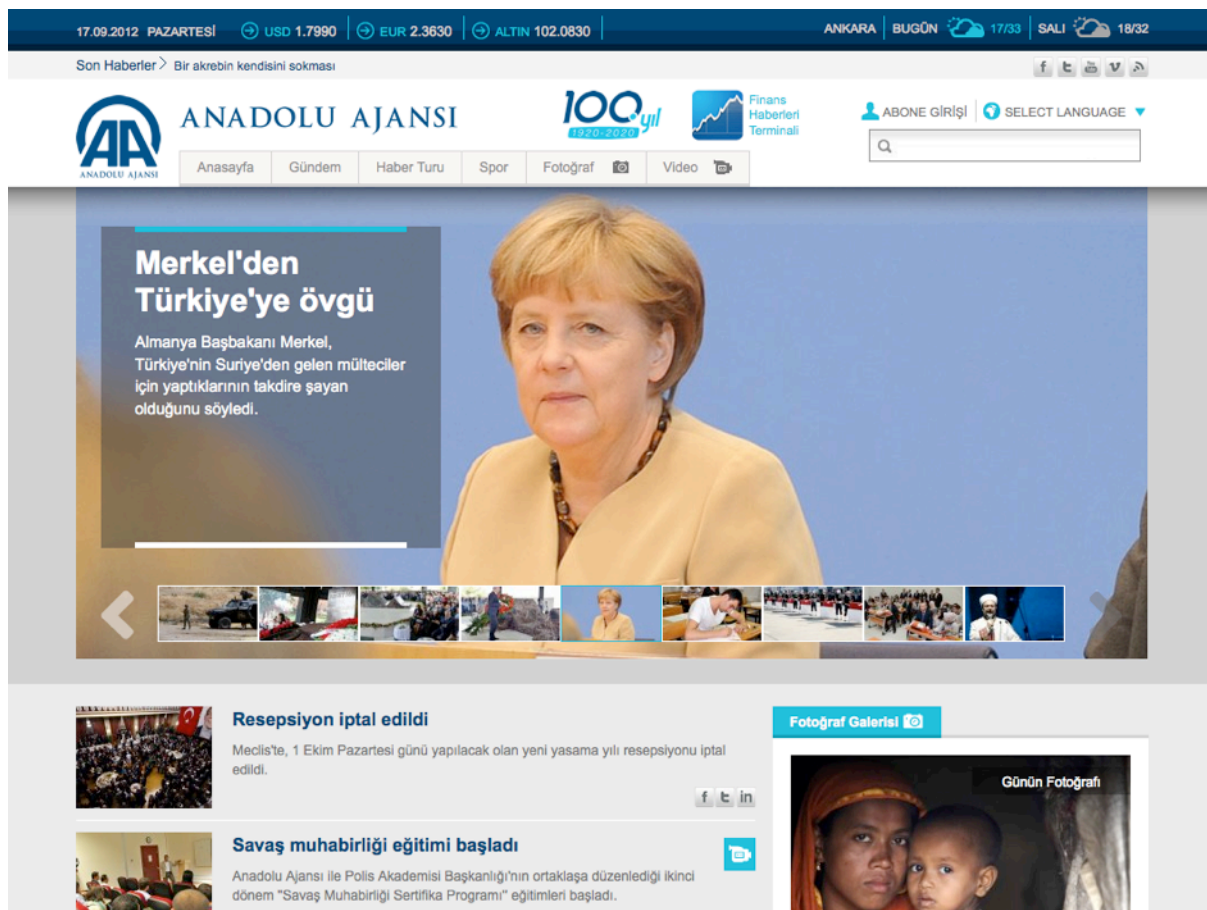 17.09.2012 PAZARTESİ USD 1.7990 EUR 2.3630 ALTIN 102.0830 ANKARA BUGÜN 17/33 SALI 18/32
Son Haberler > Bir akrebin kendisini sokması
ANADOLU AJANSI
AA
ANADOLU AJANSI
100.yıl
1920-2020
Finans
Haberleri
Terminali
ABONE GİRİŞİ SELECT LANGUAGE
Anasayfa Gündem Haber Turu Spor Fotoğraf Video
Merkel'den
Türkiye'ye övgü
Almanya Başbakanı Merkel,
Türkiye'nin Suriye'den gelen mülteciler
için yaptıklarının takdire şayan
olduğunu söyledi.
Resepsiyon iptal edildi
Meclis'te, 1 Ekim Pazartesi günü yapılacak olan yeni yasama yılı resepsiyonu iptal
edildi.
Savaş muhabirliği eğitimi başladı
Anadolu Ajansı ile Polis Akademisi Başkanlığı'nın ortaklaşa düzenlediği ikinci
dönem "Savaş Muhabirliği Sertifika Programı" eğitimleri başladı.
Fotoğraf Galerisi
Günün Fotoğrafı